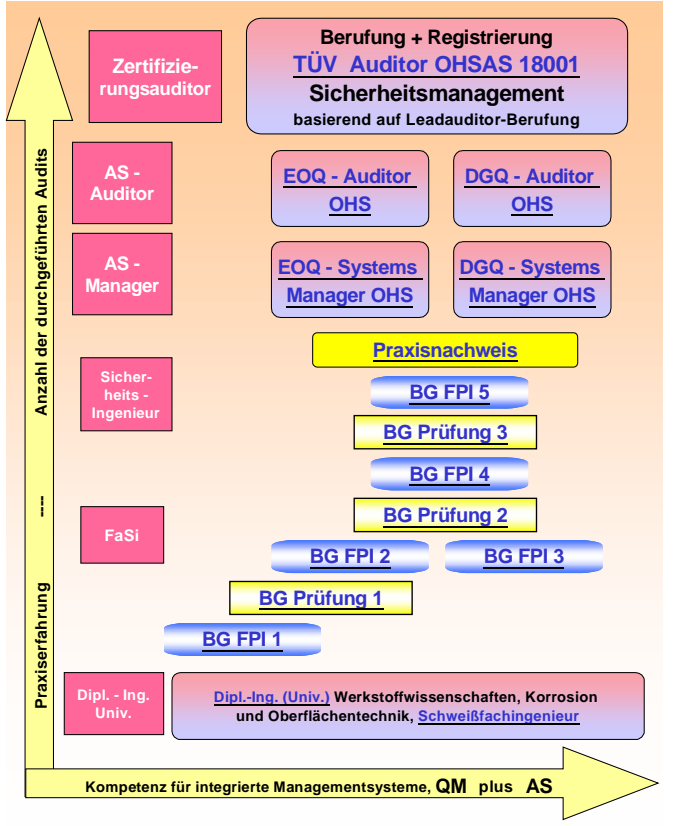 Zertifizie-
rungsauditor
Berufung + Registrierung
TÜV Auditor OHSAS 18001
Sicherheitsmanagement
basierend auf Leadauditor-Berufung
AS -
Auditor
EOQ - Auditor
OHS
DGQ - Auditor
OHS
AS -
Manager
EOQ - Systems
Manager OHS
DGQ - Systems
Manager OHS
Praxisnachweis
Sicher-
heits -
Ingenieur
BG FPI 5
BG Prüfung 3
BG FPI 4
BG Prüfung 2
FaSi
BG FPI 2
BG FPI 3
BG Prüfung 1
BG FPI 1
Dipl. - Ing.
Univ.
Dipl.-Ing. (Univ.) Werkstoffwissenschaften, Korrosion
und Oberflächentechnik, Schweißfachingenieur
Praxiserfahrung ---- Anzahl der durchgeführten Audits
Kompetenz für integrierte Managementsysteme, QM plus AS